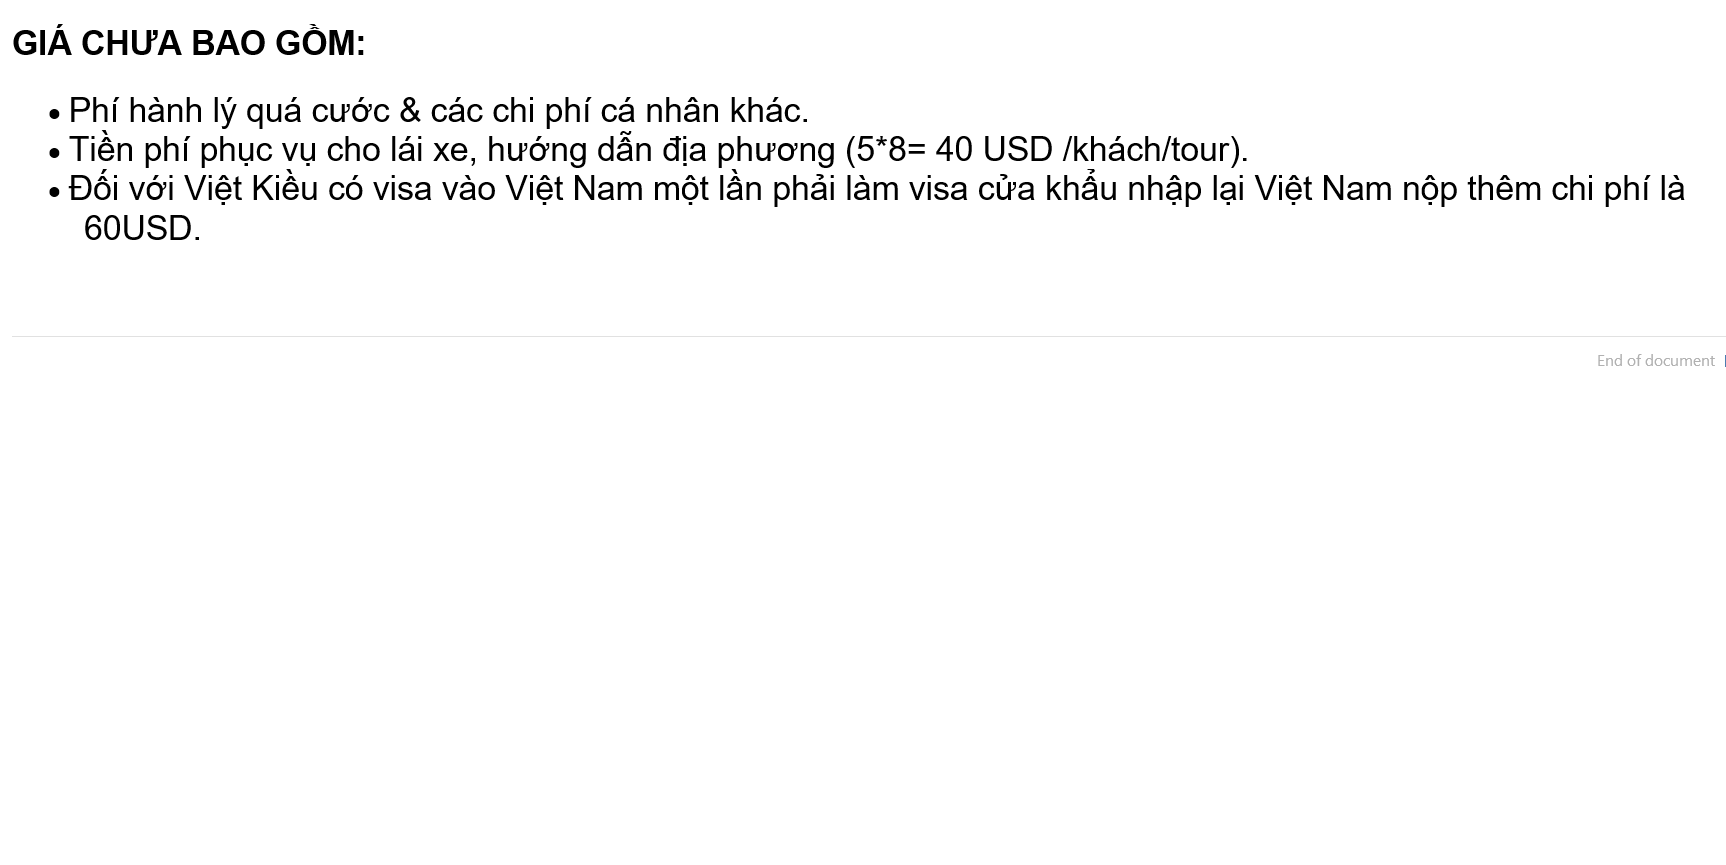 GIÁ CHƯA BAO GỒM:
• Phí hành lý quá cước & các chi phí cá nhân khác.
• Tiền phí phục vụ cho lái xe, hướng dẫn địa phương (5*8= 40 USD /khách/tour).
• Đối với Việt Kiều có visa vào Việt Nam một lần phải làm visa cửa khẩu nhập lại Việt Nam nộp thêm chi phí là
60USD.
End of document